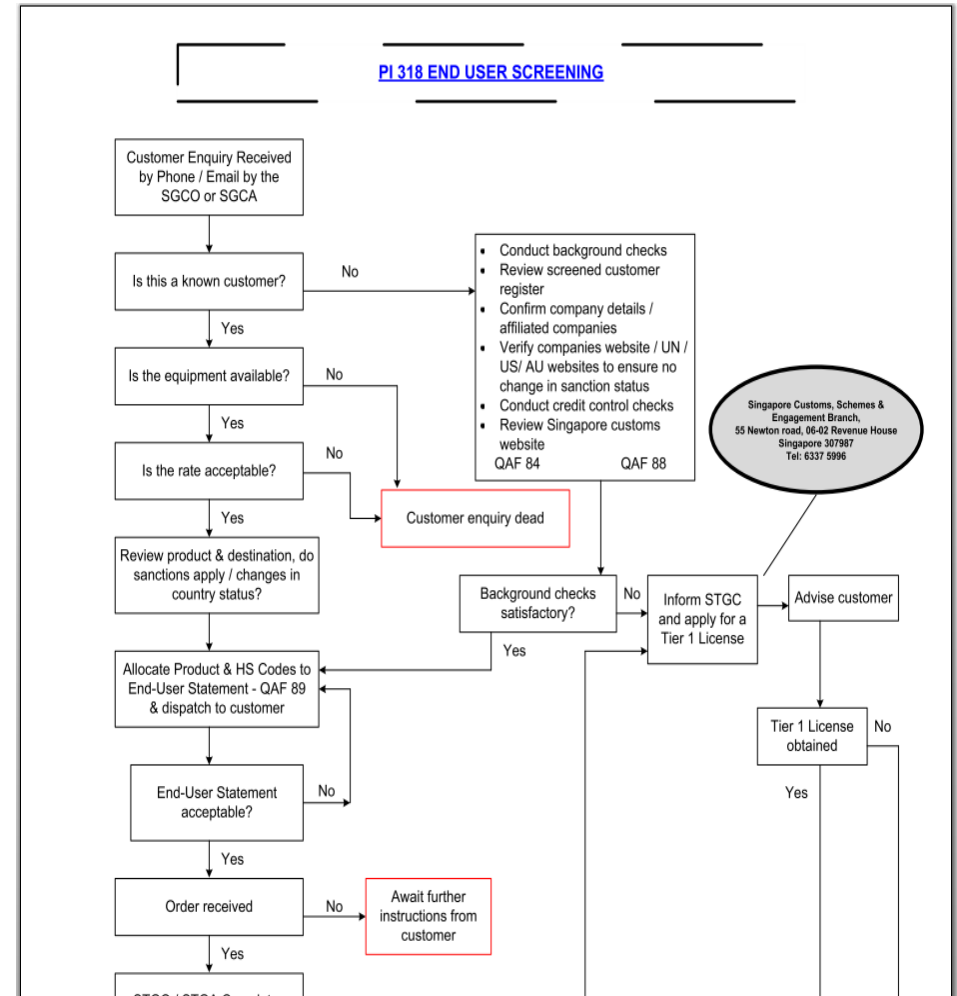 PI 318 END USER SCREENING
Customer Enquiry Received
by Phone / Email by the
SGCO or SGCA
Is this a known customer?
No
Yes
• Conduct background checks
• Review screened customer
register
• Confirm company details /
affiliated companies
• Verify companies website / UN /
US/ AU websites to ensure no
change in sanction status
• Conduct credit control checks
• Review Singapore customs
website
QAF 84 QAF 88
Is the equipment available?
No
Yes
Singapore Customs, Schemes &
Engagement Branch,
55 Newton road, 06-02 Revenue House
Singapore 307987
Tel: 6337 5996
Is the rate acceptable?
No
Yes
Customer enquiry dead
Review product & destination, do
sanctions apply / changes in
country status?
Background checks
satisfactory?
No
Yes
Inform STGC
and apply for a
Tier 1 License
Advise customer
Allocate Product & HS Codes to
End-User Statement - QAF 89
& dispatch to customer
Tier 1 License
obtained
No
Yes
End-User Statement
acceptable?
No
Yes
Order received
No
Yes
Await further
instructions from
customer